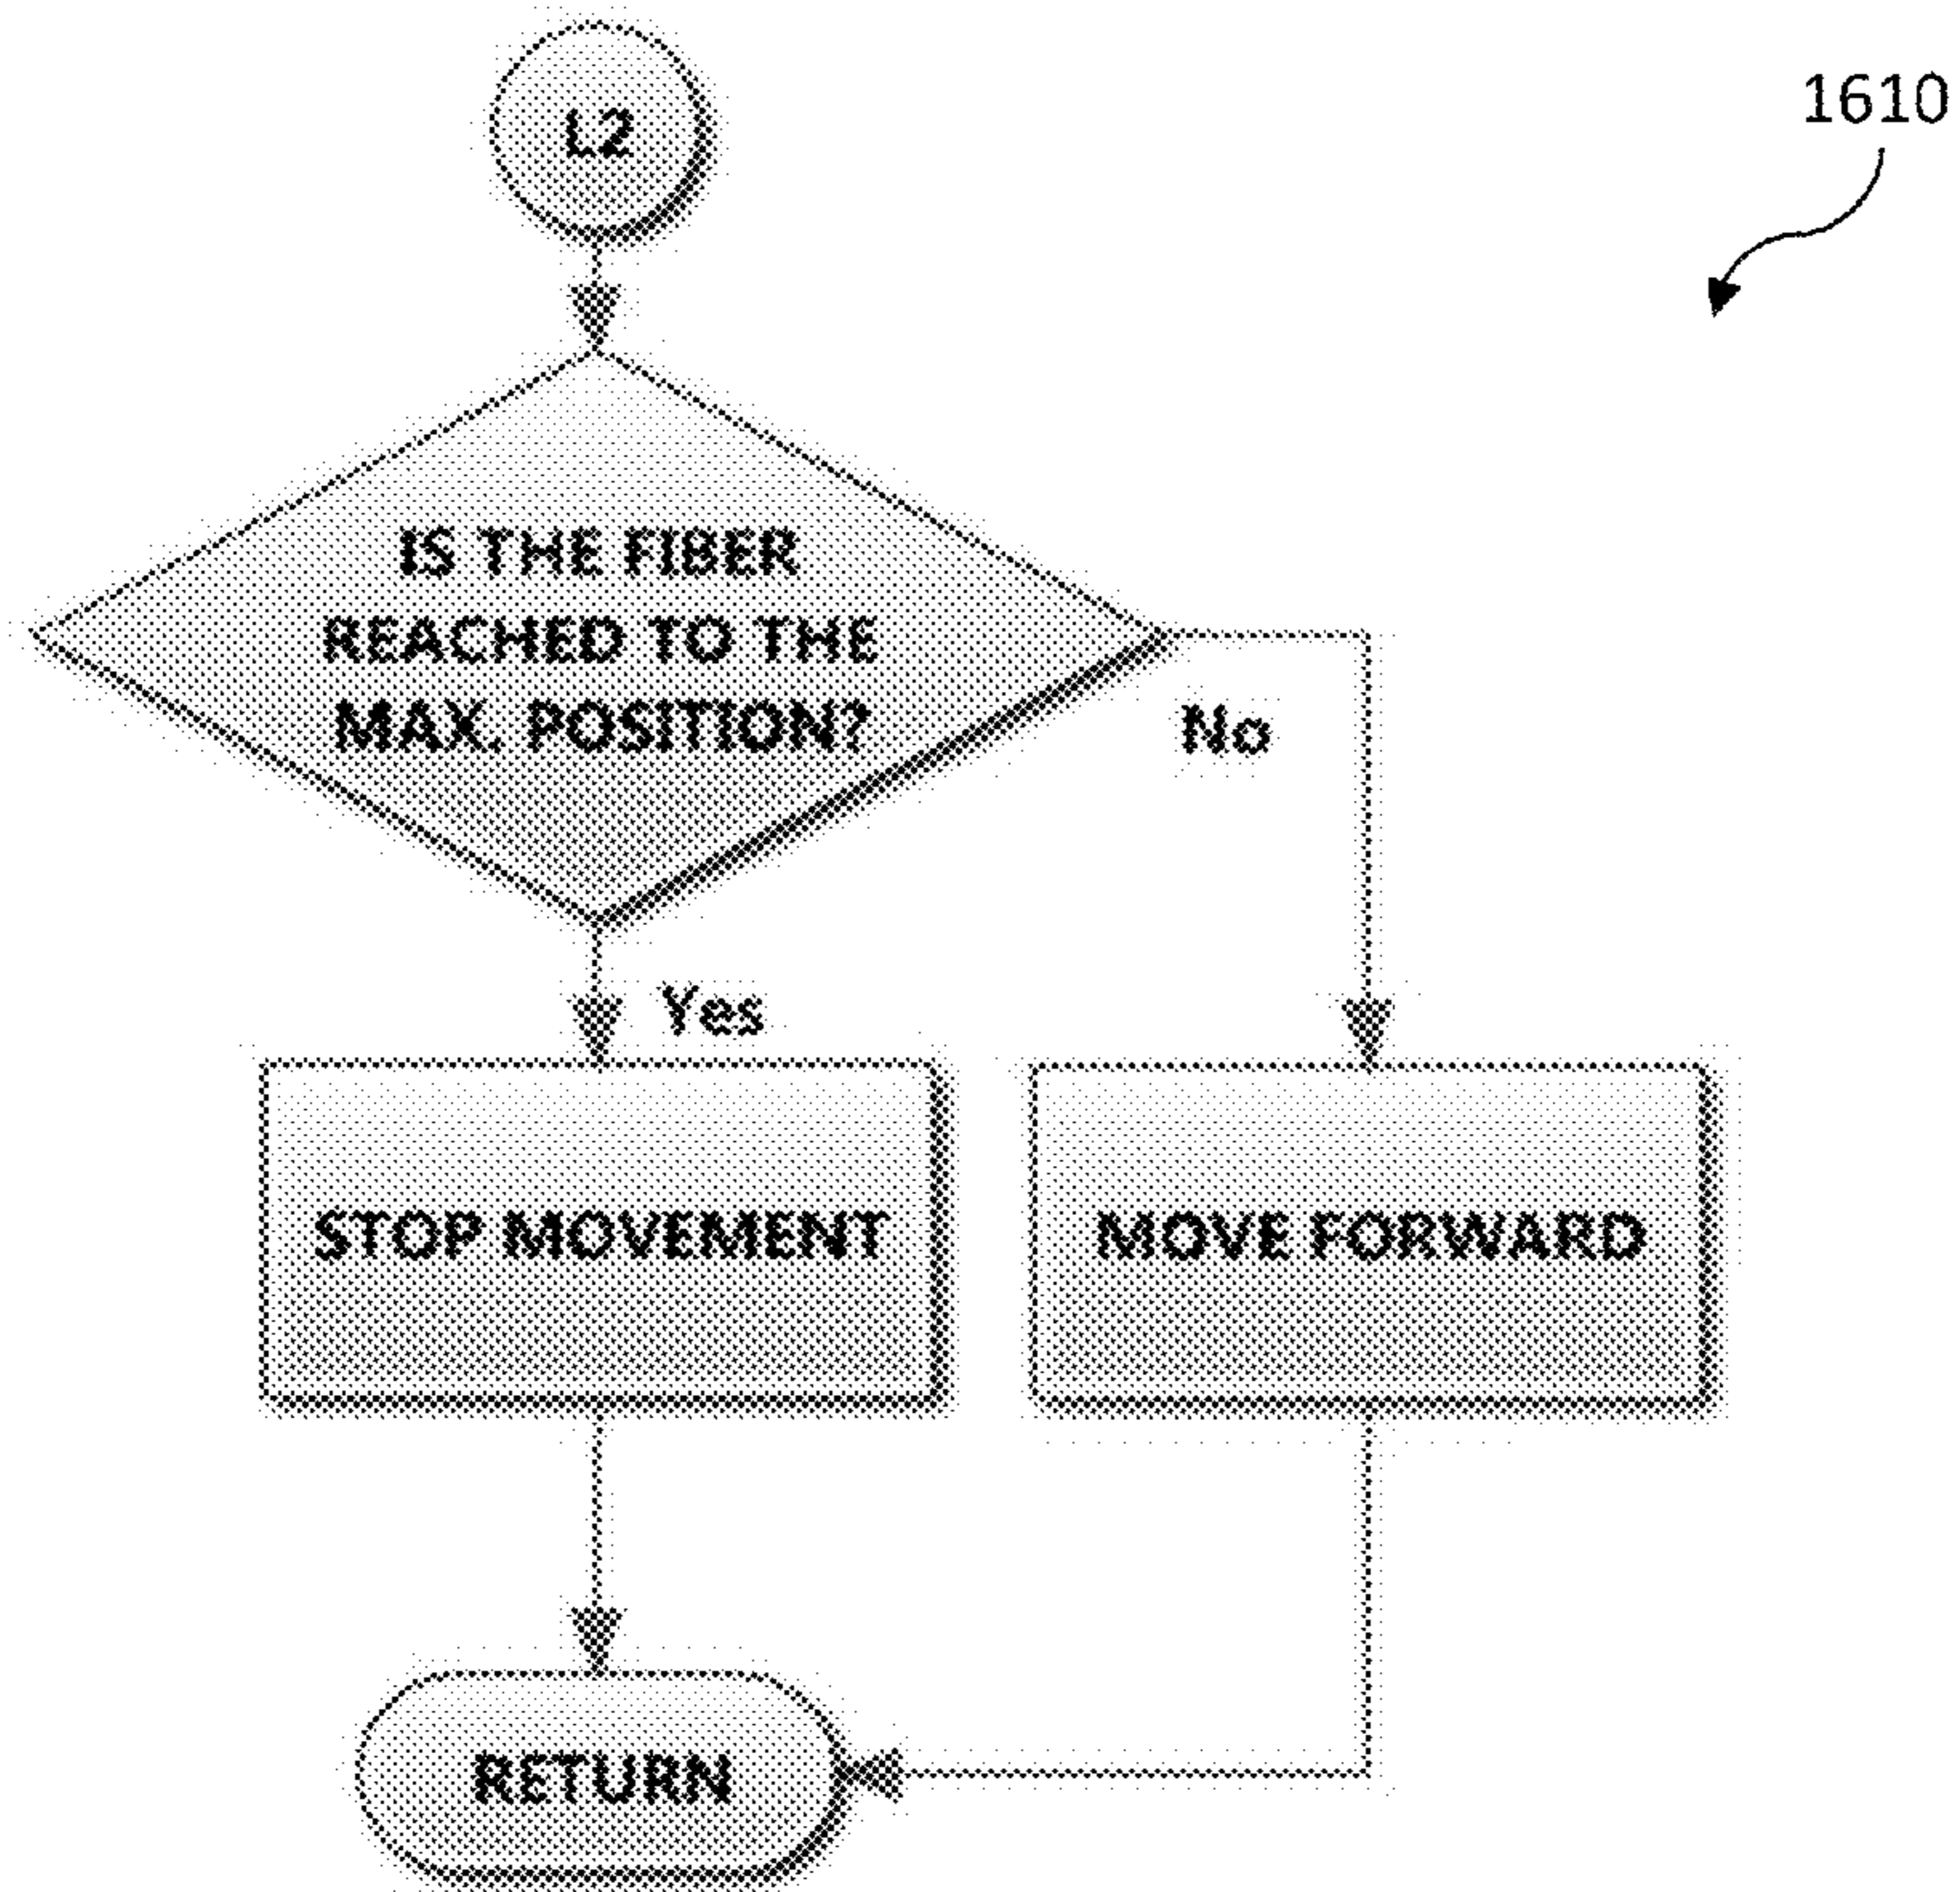 L2
1610
IS THE FIBER
REACHED TO THE
MAX. POSITION?
No
Yes
STOP MOVEMENT
MOVE FORWARD
RETURN